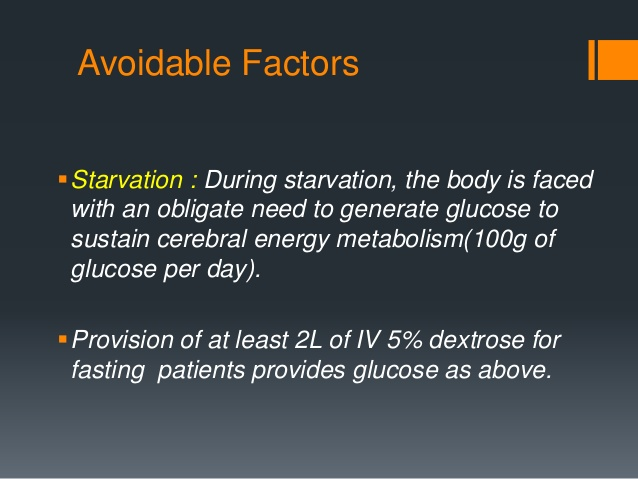 Avoidable Factors
Starvation : During starvation, the body is faced
with an obligate need to generate glucose to
sustain cerebral energy metabolism(100g of
glucose per day).
Provision of at least 2L of IV 5% dextrose for
fasting  patients provides glucose as above.